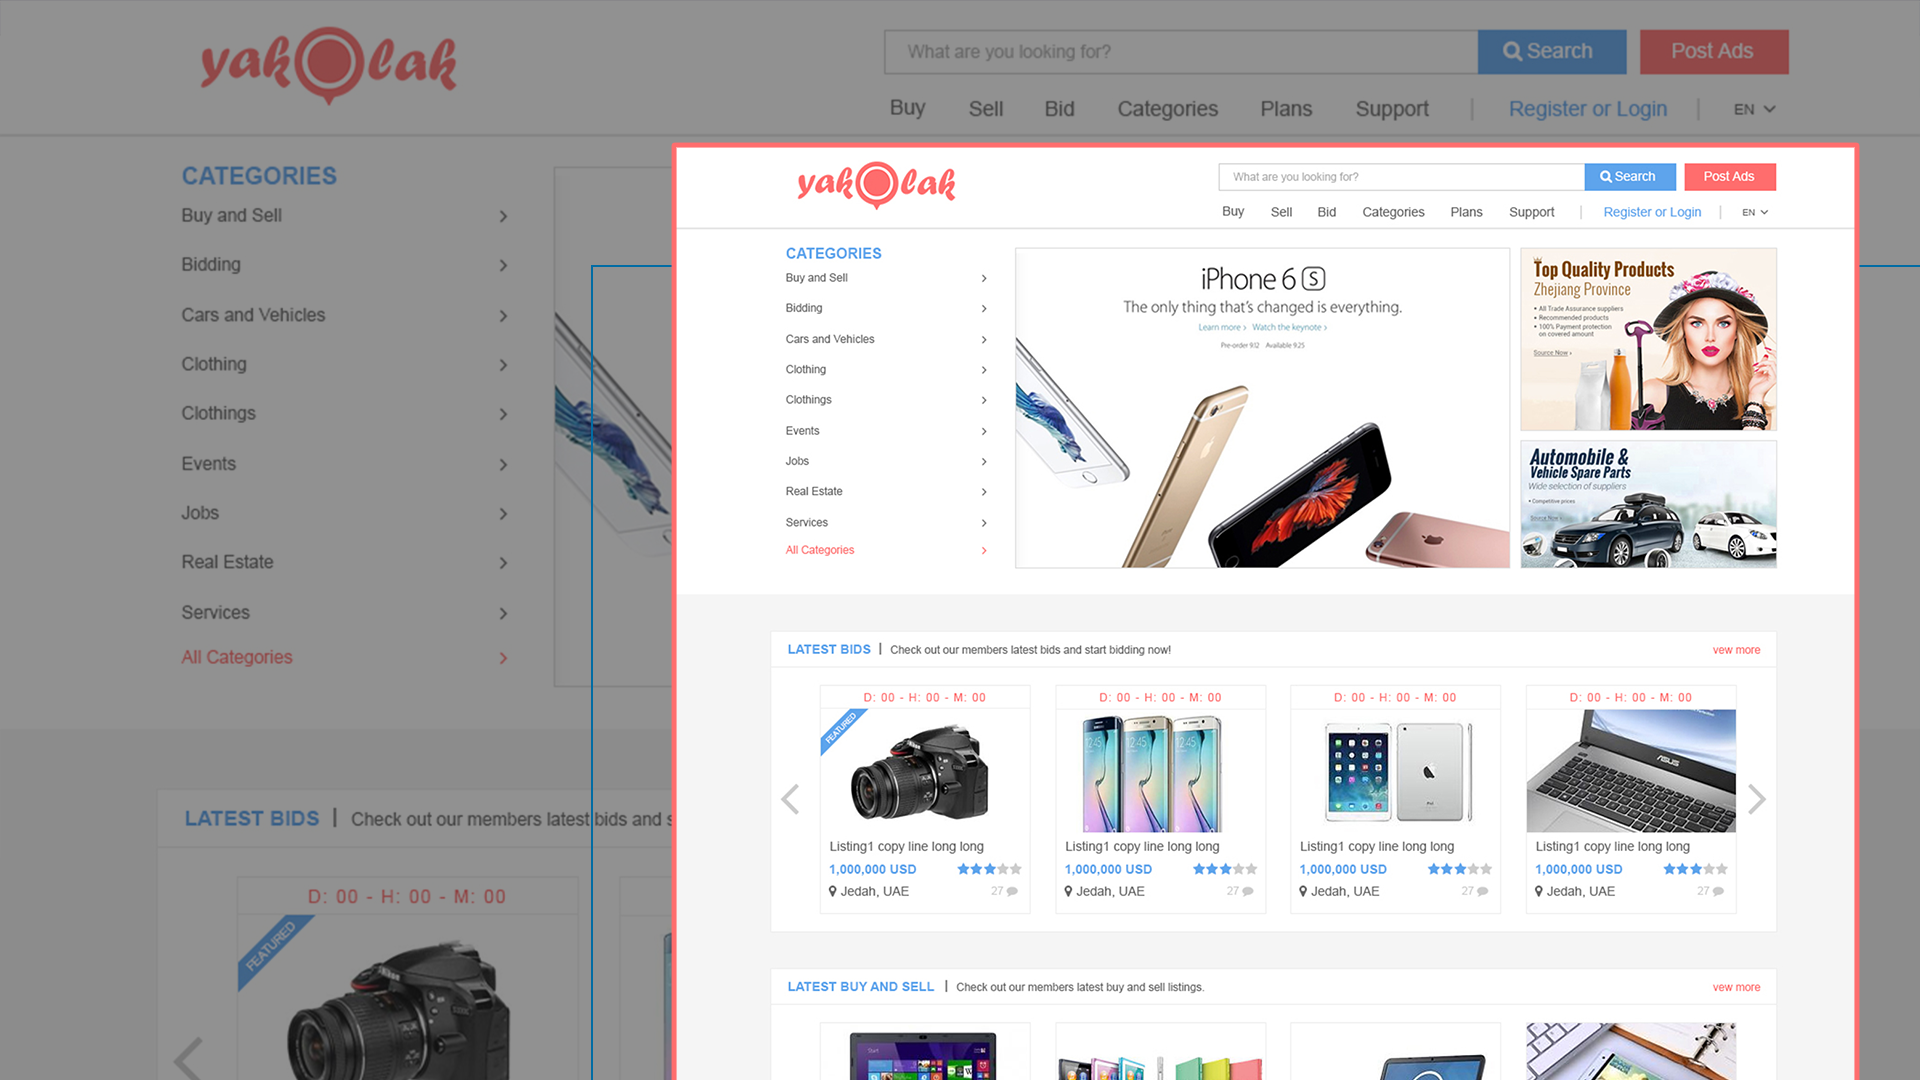 yakolak
What are you looking for?
Search
Post Ads
Buy
Sell
Bid
Categories
Plans
Support
|
Register or Login
|
EN
CATEGORIES
Buy and Sell
Bidding
Cars and Vehicles
Clothing
Clothings
Events
Jobs
Real Estate
Services
All Categories
LATEST BIDS | Check out our members latest bids and s
D: 00 - H: 00 - M: 00
FEATURED
Nikon
yakolak
What are you looking for?
Search
Post Ads
Buy
Sell
Bid
Categories
Plans
Support
|
Register or Login
|
EN
CATEGORIES
Buy and Sell
Bidding
Cars and Vehicles
Clothing
Clothings
Events
Jobs
Real Estate
Services
All Categories
iPhone 6 S
The only thing that's changed is everything.
Learn more > Watch the keynote >
Pre-order 9.12 Available 9.25
Top Quality Products
Zhejiang Province
• All Trade Assurance suppliers
• Recommended products
• 100% Payment protection
on covered amount
Source Now ›
Automobile &
Vehicle Spare Parts
Wide selection of suppliers
• Competitive prices
Source Now ›
LATEST BIDS | Check out our members latest bids and start bidding now!
vew more
D: 00 - H: 00 - M: 00
FEATURED
Listing1 copy line long long
1,000,000 USD
Jedah, UAE
27
D: 00 - H: 00 - M: 00
12:45
12:45
12:45
Listing1 copy line long long
1,000,000 USD
Jedah, UAE
27
D: 00 - H: 00 - M: 00
Listing1 copy line long long
1,000,000 USD
Jedah, UAE
27
D: 00 - H: 00 - M: 00
ASUS
Listing1 copy line long long
1,000,000 USD
Jedah, UAE
27
LATEST BUY AND SELL | Check out our members latest buy and sell listings.
vew more
Start